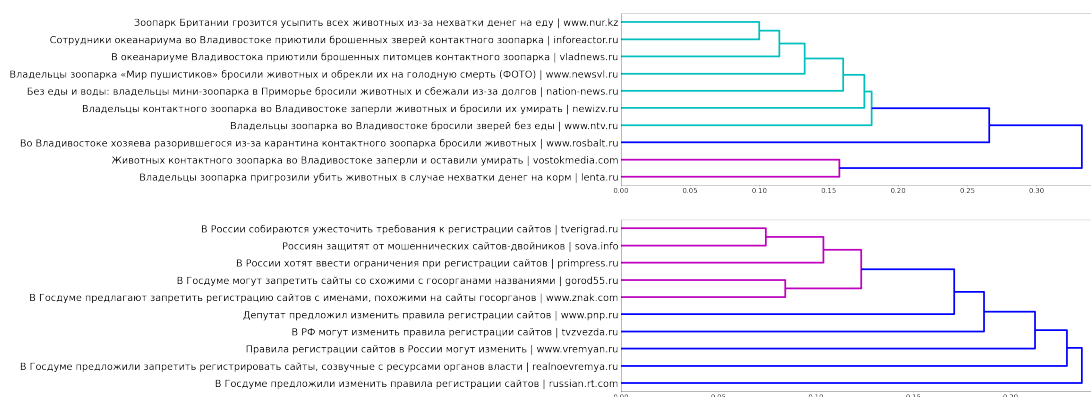 Зоопарк Британии грозится усыпить всех животных из-за нехватки денег на еду | www.nur.kz
Сотрудники океанариума во Владивостоке приютили брошенных зверей контактного зоопарка | inforeactor.ru
В океанариуме Владивостока приютили брошенных питомцев контактного зоопарка | vladnews.ru
Владельцы зоопарка «Мир пушистиков» бросили животных и обрекли их на голодную смерть (ФОТО) | www.newsvl.ru
Без еды и воды: владельцы мини-зоопарка в Приморье бросили животных и сбежали из-за долгов | nation-news.ru
Владельцы контактного зоопарка во Владивостоке заперли животных и бросили их умирать | newizv.ru
Владельцы зоопарка во Владивостоке бросили зверей без еды | www.ntv.ru
Во Владивостоке хозяева разорившегося из-за карантина контактного зоопарка бросили животных | www.rosbalt.ru
Животных контактного зоопарка во Владивостоке заперли и оставили умирать | vostokmedia.com
Владельцы зоопарка пригрозили убить животных в случае нехватки денег на корм | lenta.ru
0.00 0.05 0.10 0.15 0.20 0.25 0.30
В России собираются ужесточить требования к регистрации сайтов | tverigrad.ru
Россиян защитят от мошеннических сайтов-двойников | sova.info
В России хотят ввести ограничения при регистрации сайтов | primpress.ru
В Госдуме могут запретить сайты со схожими с госорганами названиями | gorod55.ru
В Госдуме предлагают запретить регистрацию сайтов с именами, похожими на сайты госорганов | www.znak.com
Депутат предложил изменить правила регистрации сайтов | www.pnp.ru
В РФ могут изменить правила регистрации сайтов | tvzvezda.ru
Правила регистрации сайтов в России могут изменить | www.vremyan.ru
В Госдуме предложили запретить регистрировать сайты, созвучные с ресурсами органов власти | realnoevremya.ru
В Госдуме предложили изменить правила регистрации сайтов | russian.rt.com
0.00 0.05 0.10 0.15 0.20